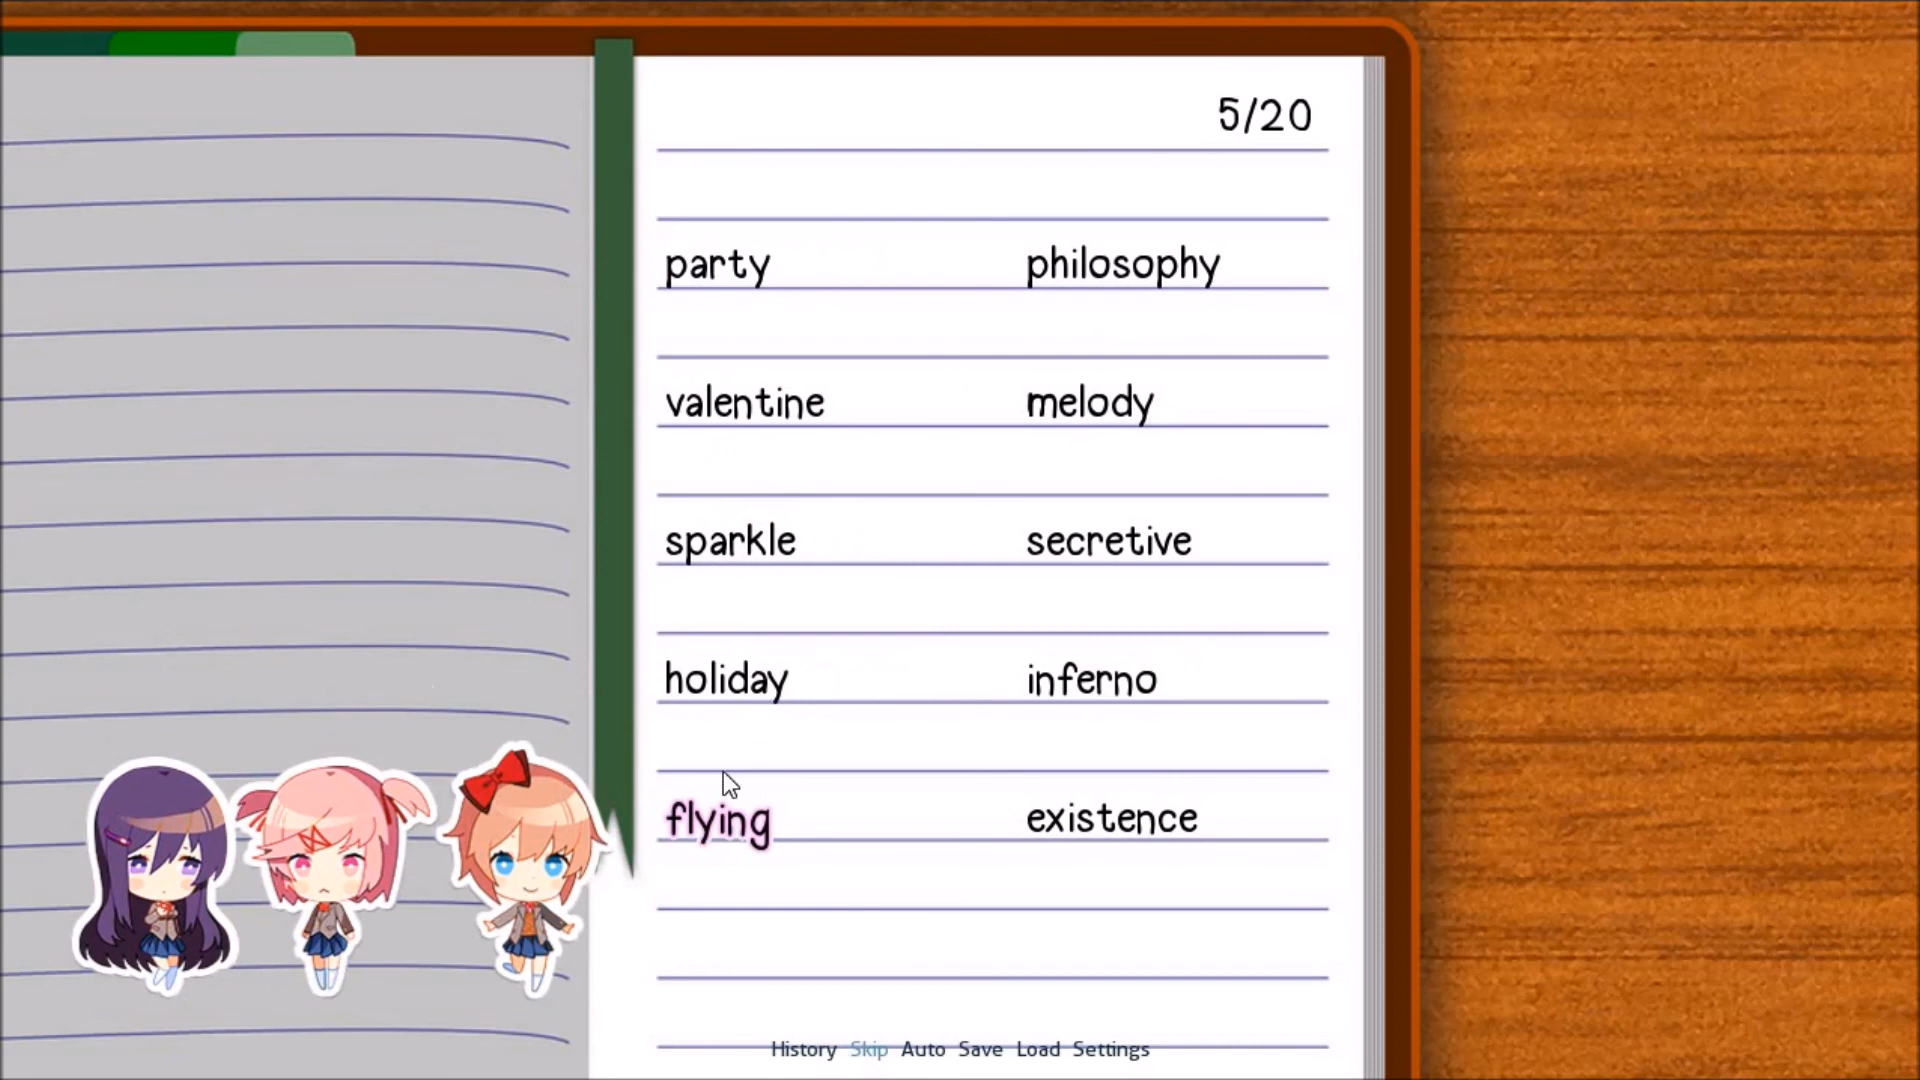 5/20
party philosophy
valentine melody
sparkle secretive
holiday inferno
flying existence
History Skip Auto Save Load Settings